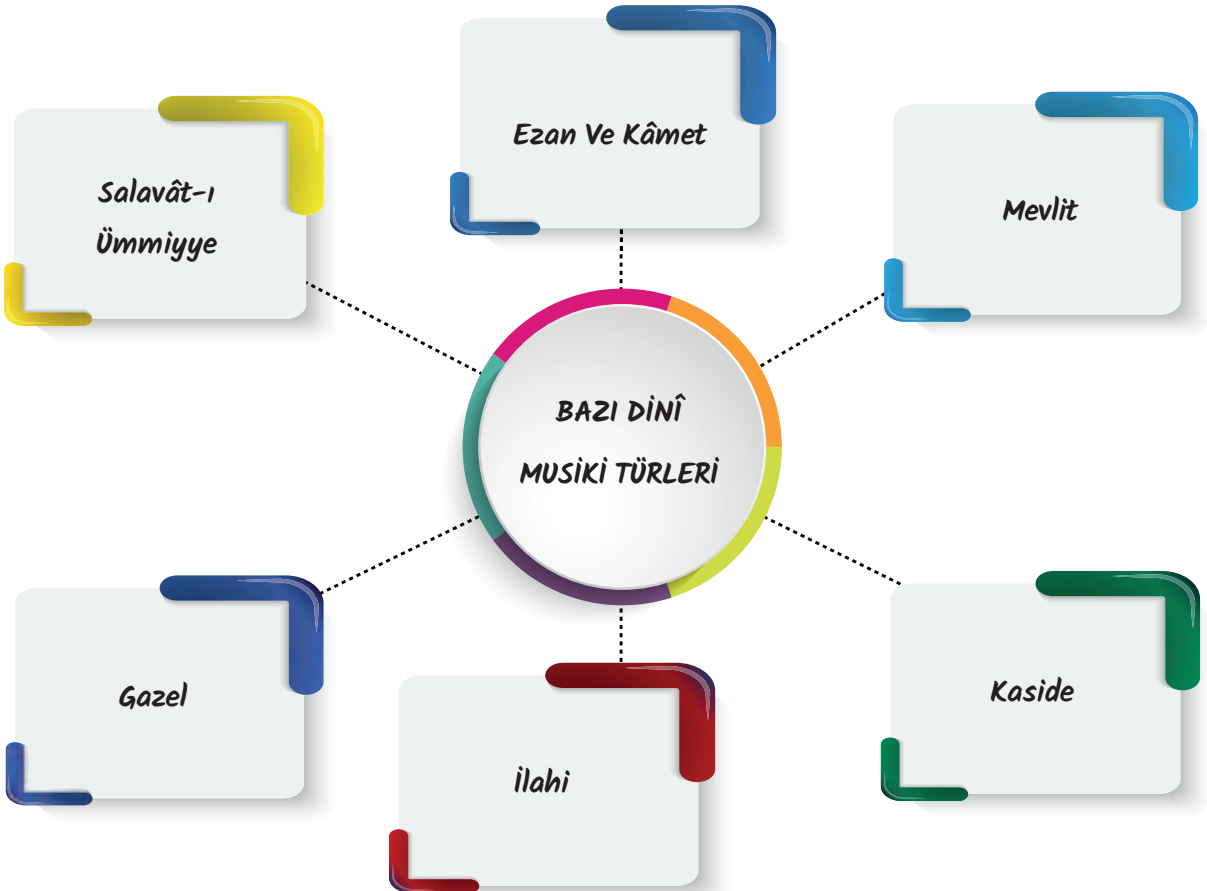 Ezan Ve Kâmet
Salavât-ı
Ümmiyye
Mevlit
BAZI DİNÎ
MUSİKİ TÜRLERİ
Gazel
İlahi
Kaside